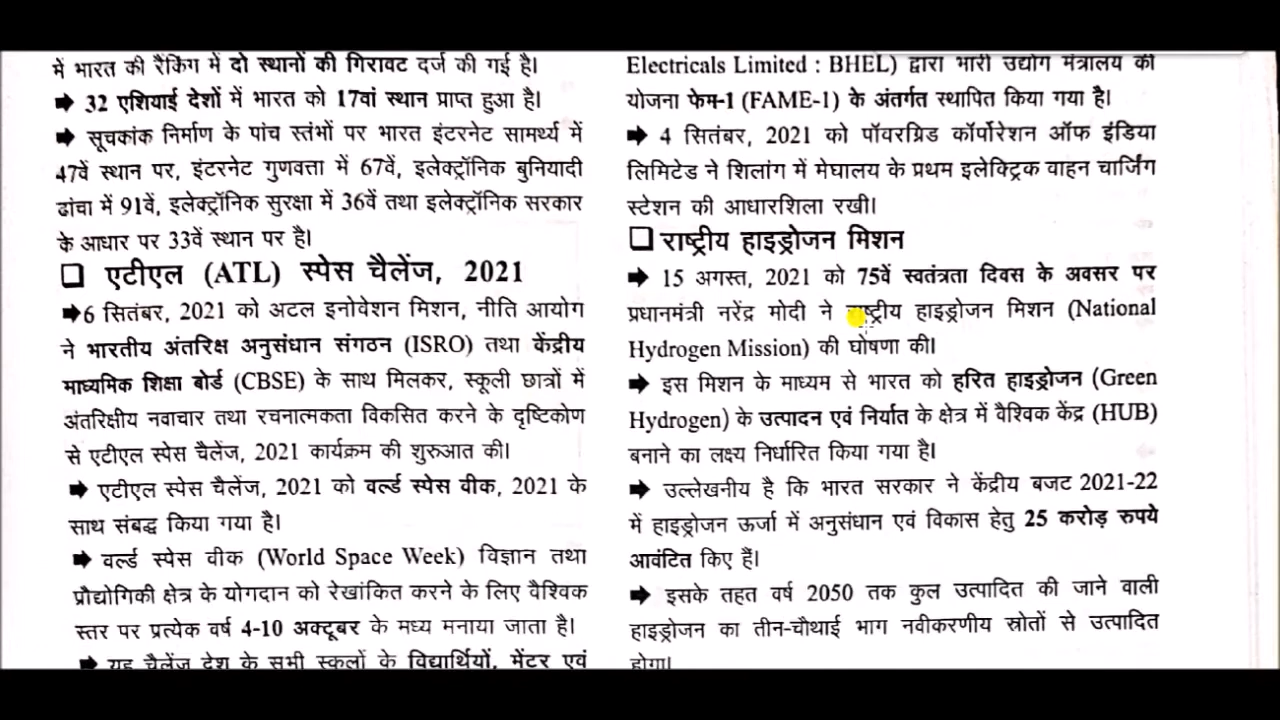 में भारत की रैंकिंग में दो स्थानों की गिरावट दर्ज की गई है।
➡ 32 एशियाई देशों में भारत को 17वां स्थान प्राप्त हुआ है।
➡ सूचकांक निर्माण के पांच स्तंभों पर भारत इंटरनेट सामर्थ्य में
47वें स्थान पर, इंटरनेट गुणवत्ता में 67वें, इलेक्ट्रॉनिक बुनियादी
ढांचा में 91वें, इलेक्ट्रॉनिक सुरक्षा में 36वें तथा इलेक्ट्रॉनिक सरकार
के आधार पर 33वें स्थान पर है।
❑ एटीएल (ATL) स्पेस चैलेंज, 2021
➡6 सितंबर, 2021 को अटल इनोवेशन मिशन, नीति आयोग
ने भारतीय अंतरिक्ष अनुसंधान संगठन (ISRO) तथा केंद्रीय
माध्यमिक शिक्षा बोर्ड (CBSE) के साथ मिलकर, स्कूली छात्रों में
अंतरिक्षीय नवाचार तथा रचनात्मकता विकसित करने के दृष्टिकोण
से एटीएल स्पेस चैलेंज, 2021 कार्यक्रम की शुरुआत की।
➡ एटीएल स्पेस चैलेंज, 2021 को वर्ल्ड स्पेस वीक, 2021 के
साथ संबद्ध किया गया है।
➡ वर्ल्ड स्पेस वीक (World Space Week) विज्ञान तथा
प्रौद्योगिकी क्षेत्र के योगदान को रेखांकित करने के लिए वैश्विक
स्तर पर प्रत्येक वर्ष 4-10 अक्टूबर के मध्य मनाया जाता है।
➡ यह चैलेंज देश के सभी स्कूलों के विद्यार्थियों, मेंटर एवं
Electricals Limited : BHEL) द्वारा भारी उद्योग मंत्रालय की
योजना फेम-1 (FAME-1) के अंतर्गत स्थापित किया गया है।
➡ 4 सितंबर, 2021 को पॉवरग्रिड कॉर्पोरेशन ऑफ इंडिया
लिमिटेड ने शिलांग में मेघालय के प्रथम इलेक्ट्रिक वाहन चार्जिंग
स्टेशन की आधारशिला रखी।
❑ राष्ट्रीय हाइड्रोजन मिशन
➡ 15 अगस्त, 2021 को 75वें स्वतंत्रता दिवस के अवसर पर
प्रधानमंत्री नरेंद्र मोदी ने राष्ट्रीय हाइड्रोजन मिशन (National
Hydrogen Mission) की घोषणा की।
➡ इस मिशन के माध्यम से भारत को हरित हाइड्रोजन (Green
Hydrogen) के उत्पादन एवं निर्यात के क्षेत्र में वैश्विक केंद्र (HUB)
बनाने का लक्ष्य निर्धारित किया गया है।
➡ उल्लेखनीय है कि भारत सरकार ने केंद्रीय बजट 2021-22
में हाइड्रोजन ऊर्जा में अनुसंधान एवं विकास हेतु 25 करोड़ रुपये
आवंटित किए हैं।
➡ इसके तहत वर्ष 2050 तक कुल उत्पादित की जाने वाली
हाइड्रोजन का तीन-चौथाई भाग नवीकरणीय स्रोतों से उत्पादित
होगा।